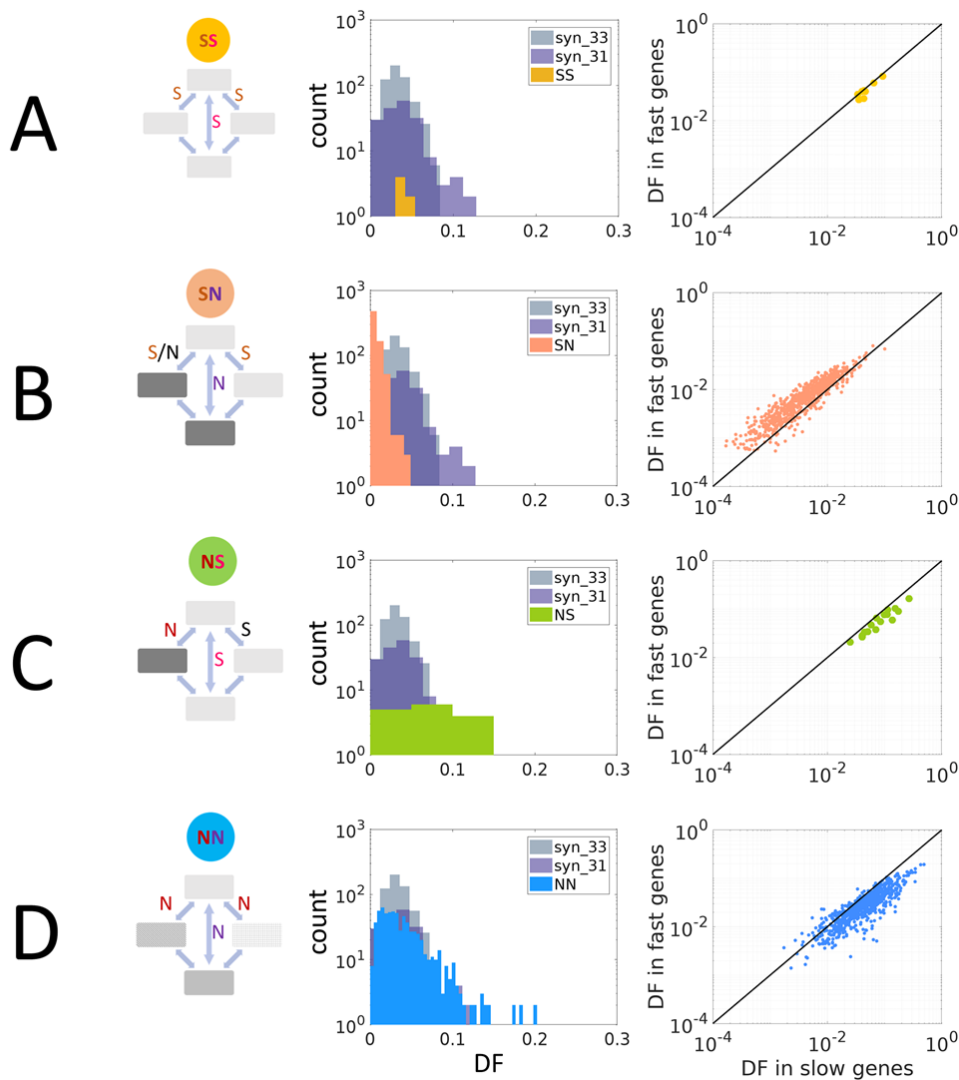 A
SS
S S
S
count
10^3
10^2
10^1
10^0
0 0.1 0.2 0.3
syn_33
syn_31
SS
DF in fast genes
10^0
10^-2
10^-4
10^-4 10^-2 10^0
B
SN
S/N S
N
count
10^3
10^2
10^1
10^0
0 0.1 0.2 0.3
syn_33
syn_31
SN
DF in fast genes
10^0
10^-2
10^-4
10^-4 10^-2 10^0
C
NS
N S
S
count
10^3
10^2
10^1
10^0
0 0.1 0.2 0.3
syn_33
syn_31
NS
DF in fast genes
10^0
10^-2
10^-4
10^-4 10^-2 10^0
D
NN
N N
N
count
10^3
10^2
10^1
10^0
0 0.1 0.2 0.3
DF
syn_33
syn_31
NN
DF in fast genes
10^0
10^-2
10^-4
10^-4 10^-2 10^0
DF in slow genes